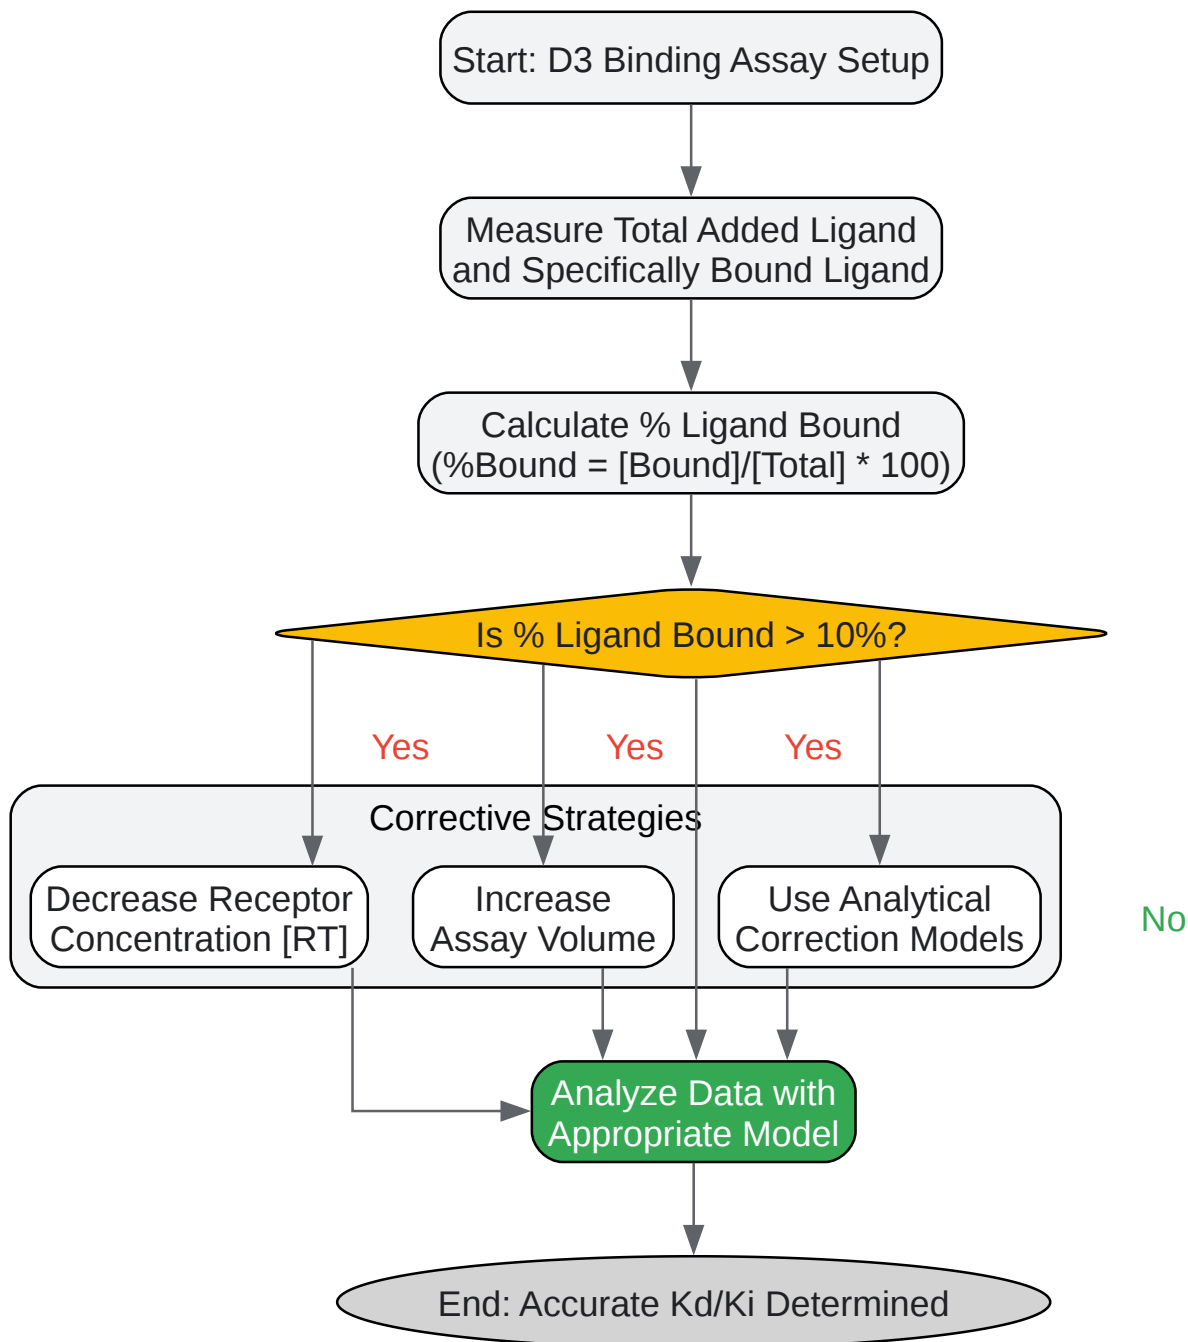 Start: D3 Binding Assay Setup
Measure Total Added Ligand
and Specifically Bound Ligand
Calculate % Ligand Bound
(%Bound = [Bound]/[Total] * 100)
Is % Ligand Bound > 10%?
Yes
Yes
Yes
Corrective Strategies
Decrease Receptor
Concentration [RT]
Increase
Assay Volume
Use Analytical
Correction Models
No
Analyze Data with
Appropriate Model
End: Accurate Kd/Ki Determined